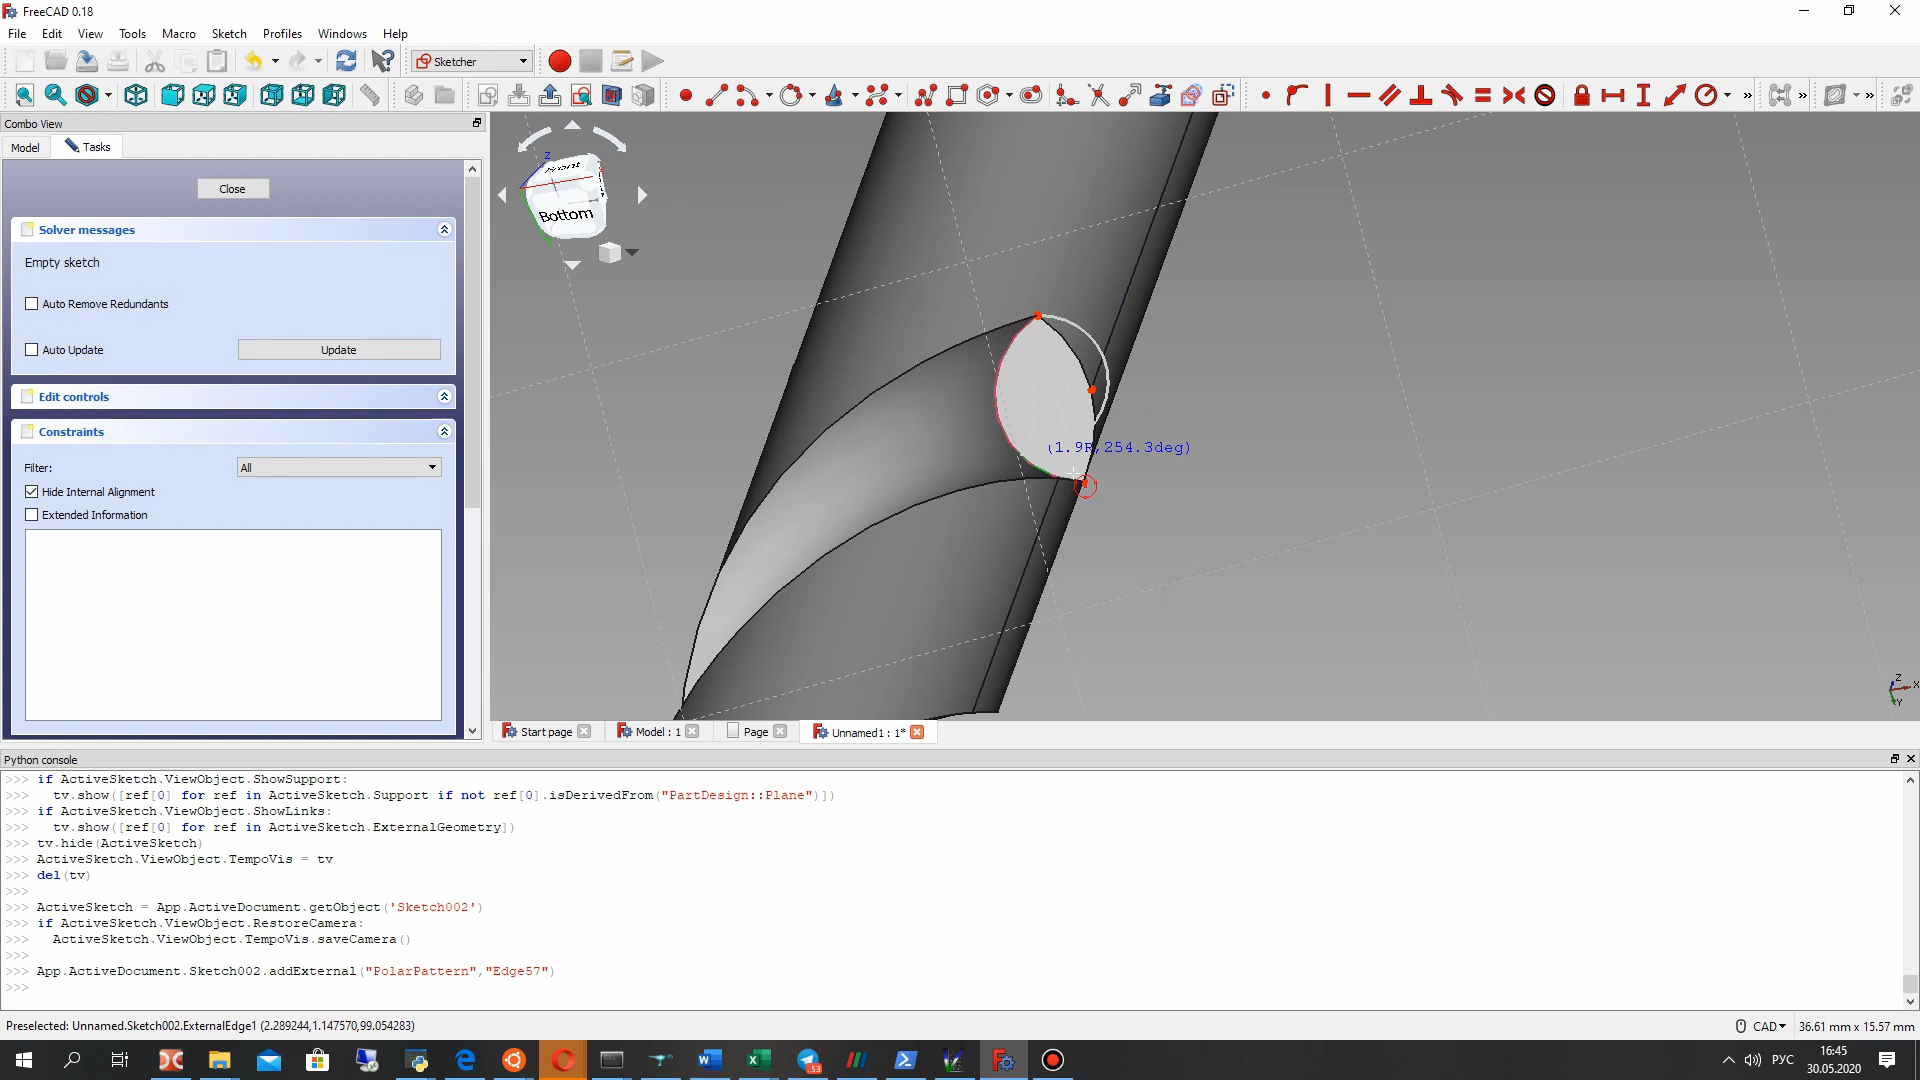 FreeCAD 0.18
File Edit View Tools Macro Sketch Profiles Windows Help
Sketcher
Combo View
Model Tasks
Close
Solver messages
Empty sketch
Auto Remove Redundants
Auto Update Update
Edit controls
Constraints
Filter: All
Hide Internal Alignment
Extended Information
Z
Front
Bottom
(1.9R,254.3deg)
Z
X
Y
Start page Model : 1 Page Unnamed1 : 1*
Python console
>>> if ActiveSketch.ViewObject.ShowSupport:
>>>   tv.show([ref[0] for ref in ActiveSketch.Support if not ref[0].isDerivedFrom("PartDesign::Plane")])
>>> if ActiveSketch.ViewObject.ShowLinks:
>>>   tv.show([ref[0] for ref in ActiveSketch.ExternalGeometry])
>>> tv.hide(ActiveSketch)
>>> ActiveSketch.ViewObject.TempoVis = tv
>>> del(tv)
>>>
>>> ActiveSketch = App.ActiveDocument.getObject('Sketch002')
>>> if ActiveSketch.ViewObject.RestoreCamera:
>>>   ActiveSketch.ViewObject.TempoVis.saveCamera()
>>>
>>> App.ActiveDocument.Sketch002.addExternal("PolarPattern","Edge57")
>>>
Preselected: Unnamed.Sketch002.ExternalEdge1 (2.289244,1.147570,99.054283) CAD 36.61 mm x 15.57 mm
53
РУС
16:45
30.05.2020